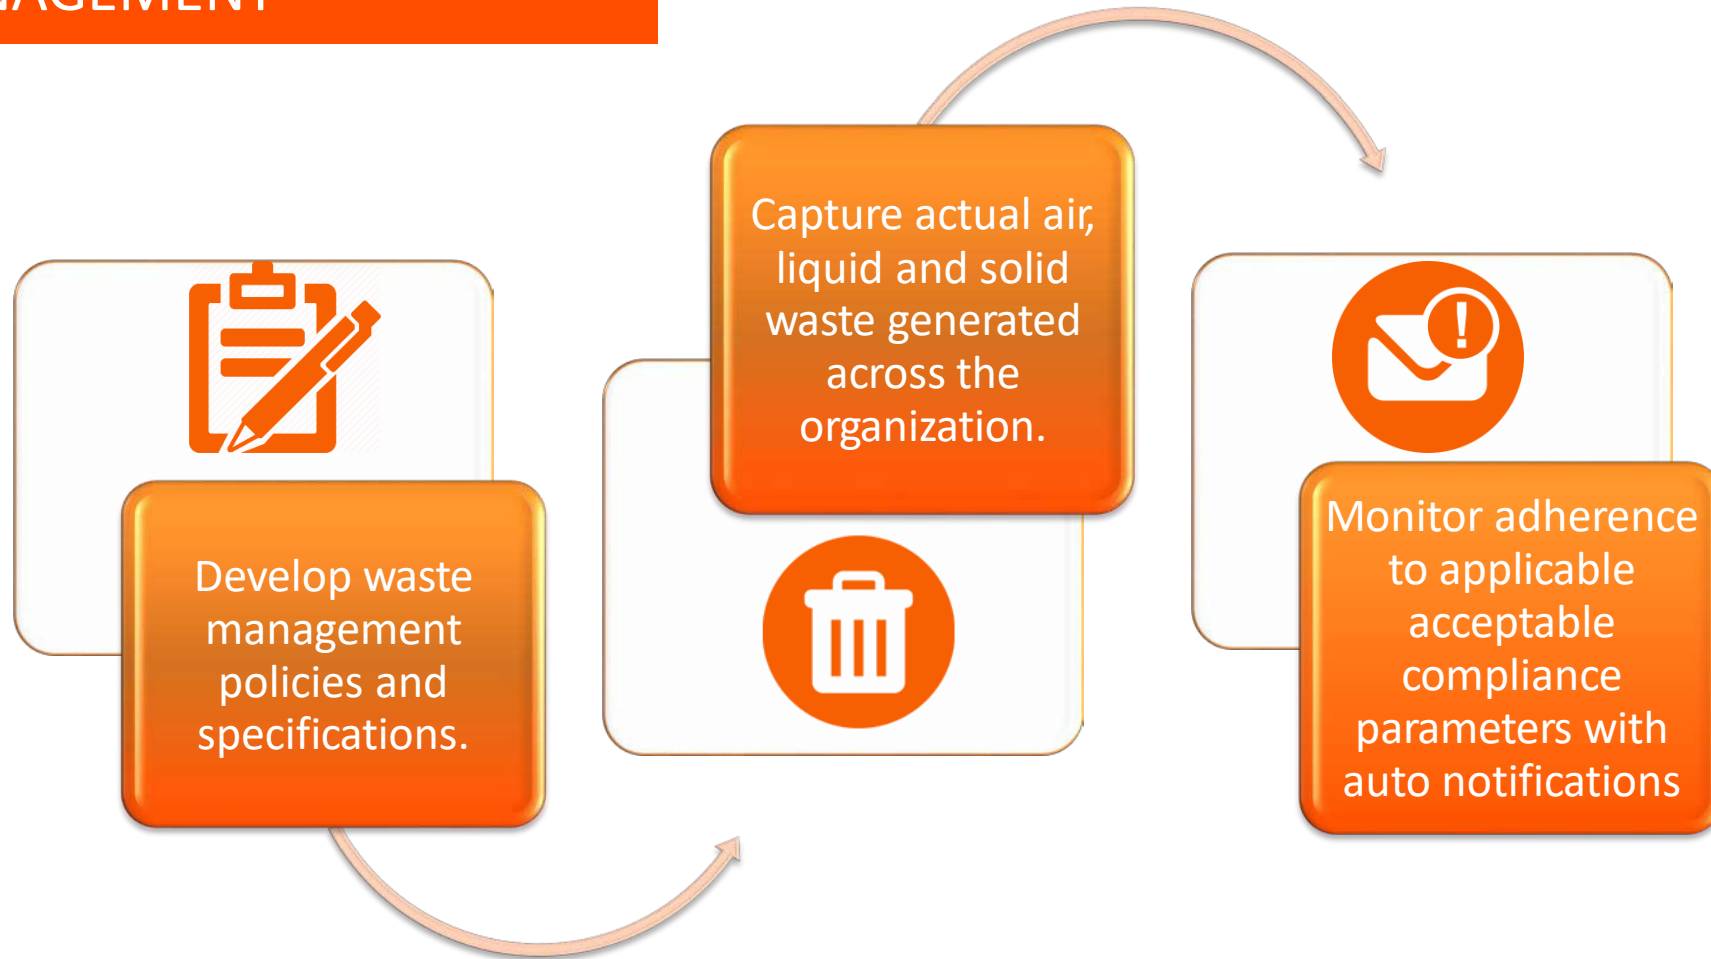 NAGEMENT
Develop waste
management
policies and
specifications.
Capture actual air,
liquid and solid
waste generated
across the
organization.
Monitor adherence
to applicable
acceptable
compliance
parameters with
auto notifications